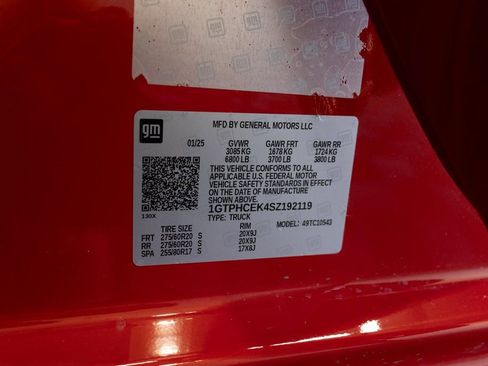 gm
MFD BY GENERAL MOTORS LLC
01/25 GVWR GAWR FRT GAWR RR
3085 KG 1678 KG 1724 KG
6800 LB 3700 LB 3800 LB
THIS VEHICLE CONFORMS TO ALL
APPLICABLE U.S. FEDERAL MOTOR
VEHICLE SAFETY STANDARDS IN EFFECT
ON THE DATE OF MANUFACTURE
SHOWN ABOVE.
1GTPHCEK4SZ192119
130X TYPE: TRUCK
TIRE SIZE RIM MODEL: 49TC10543
FRT 275/60R20 S 20X9J
RR 275/60R20 S 20X9J
SPA 255/80R17 S 17X8J